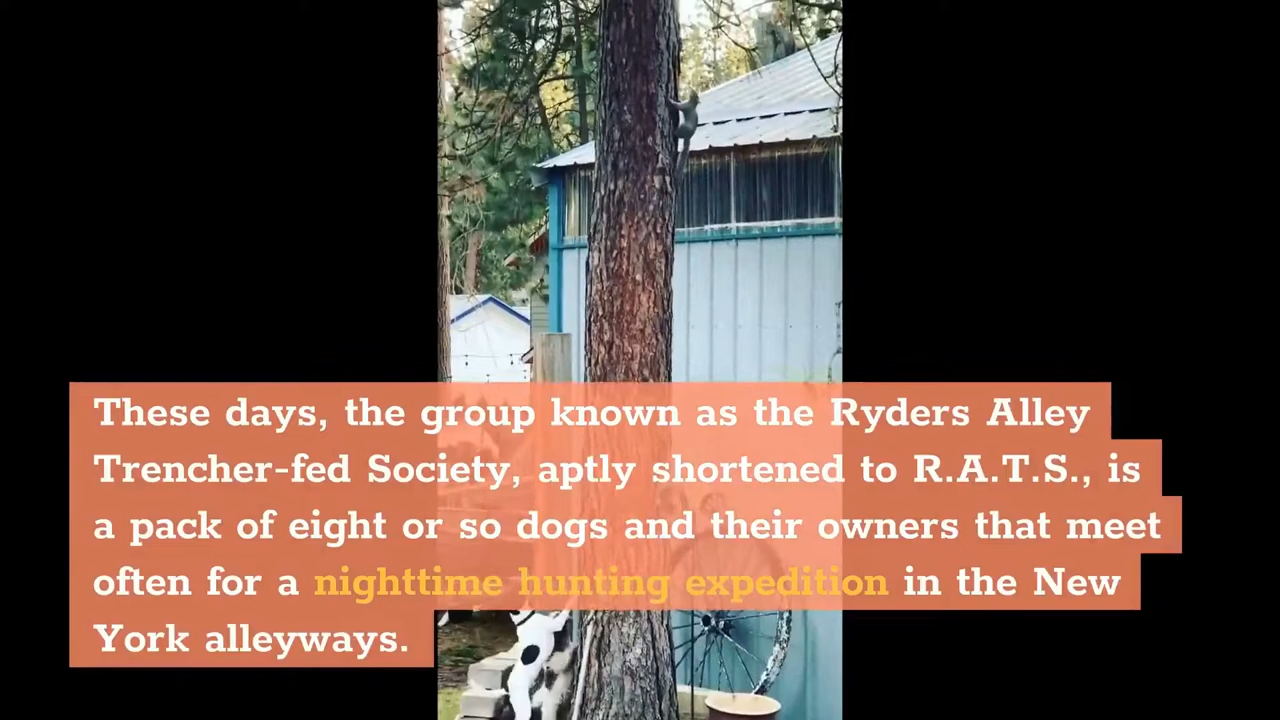 These days, the group known as the Ryders Alley
Trencher-fed Society, aptly shortened to R.A.T.S., is
a pack of eight or so dogs and their owners that meet
often for a nighttime hunting expedition in the New
York alleyways.